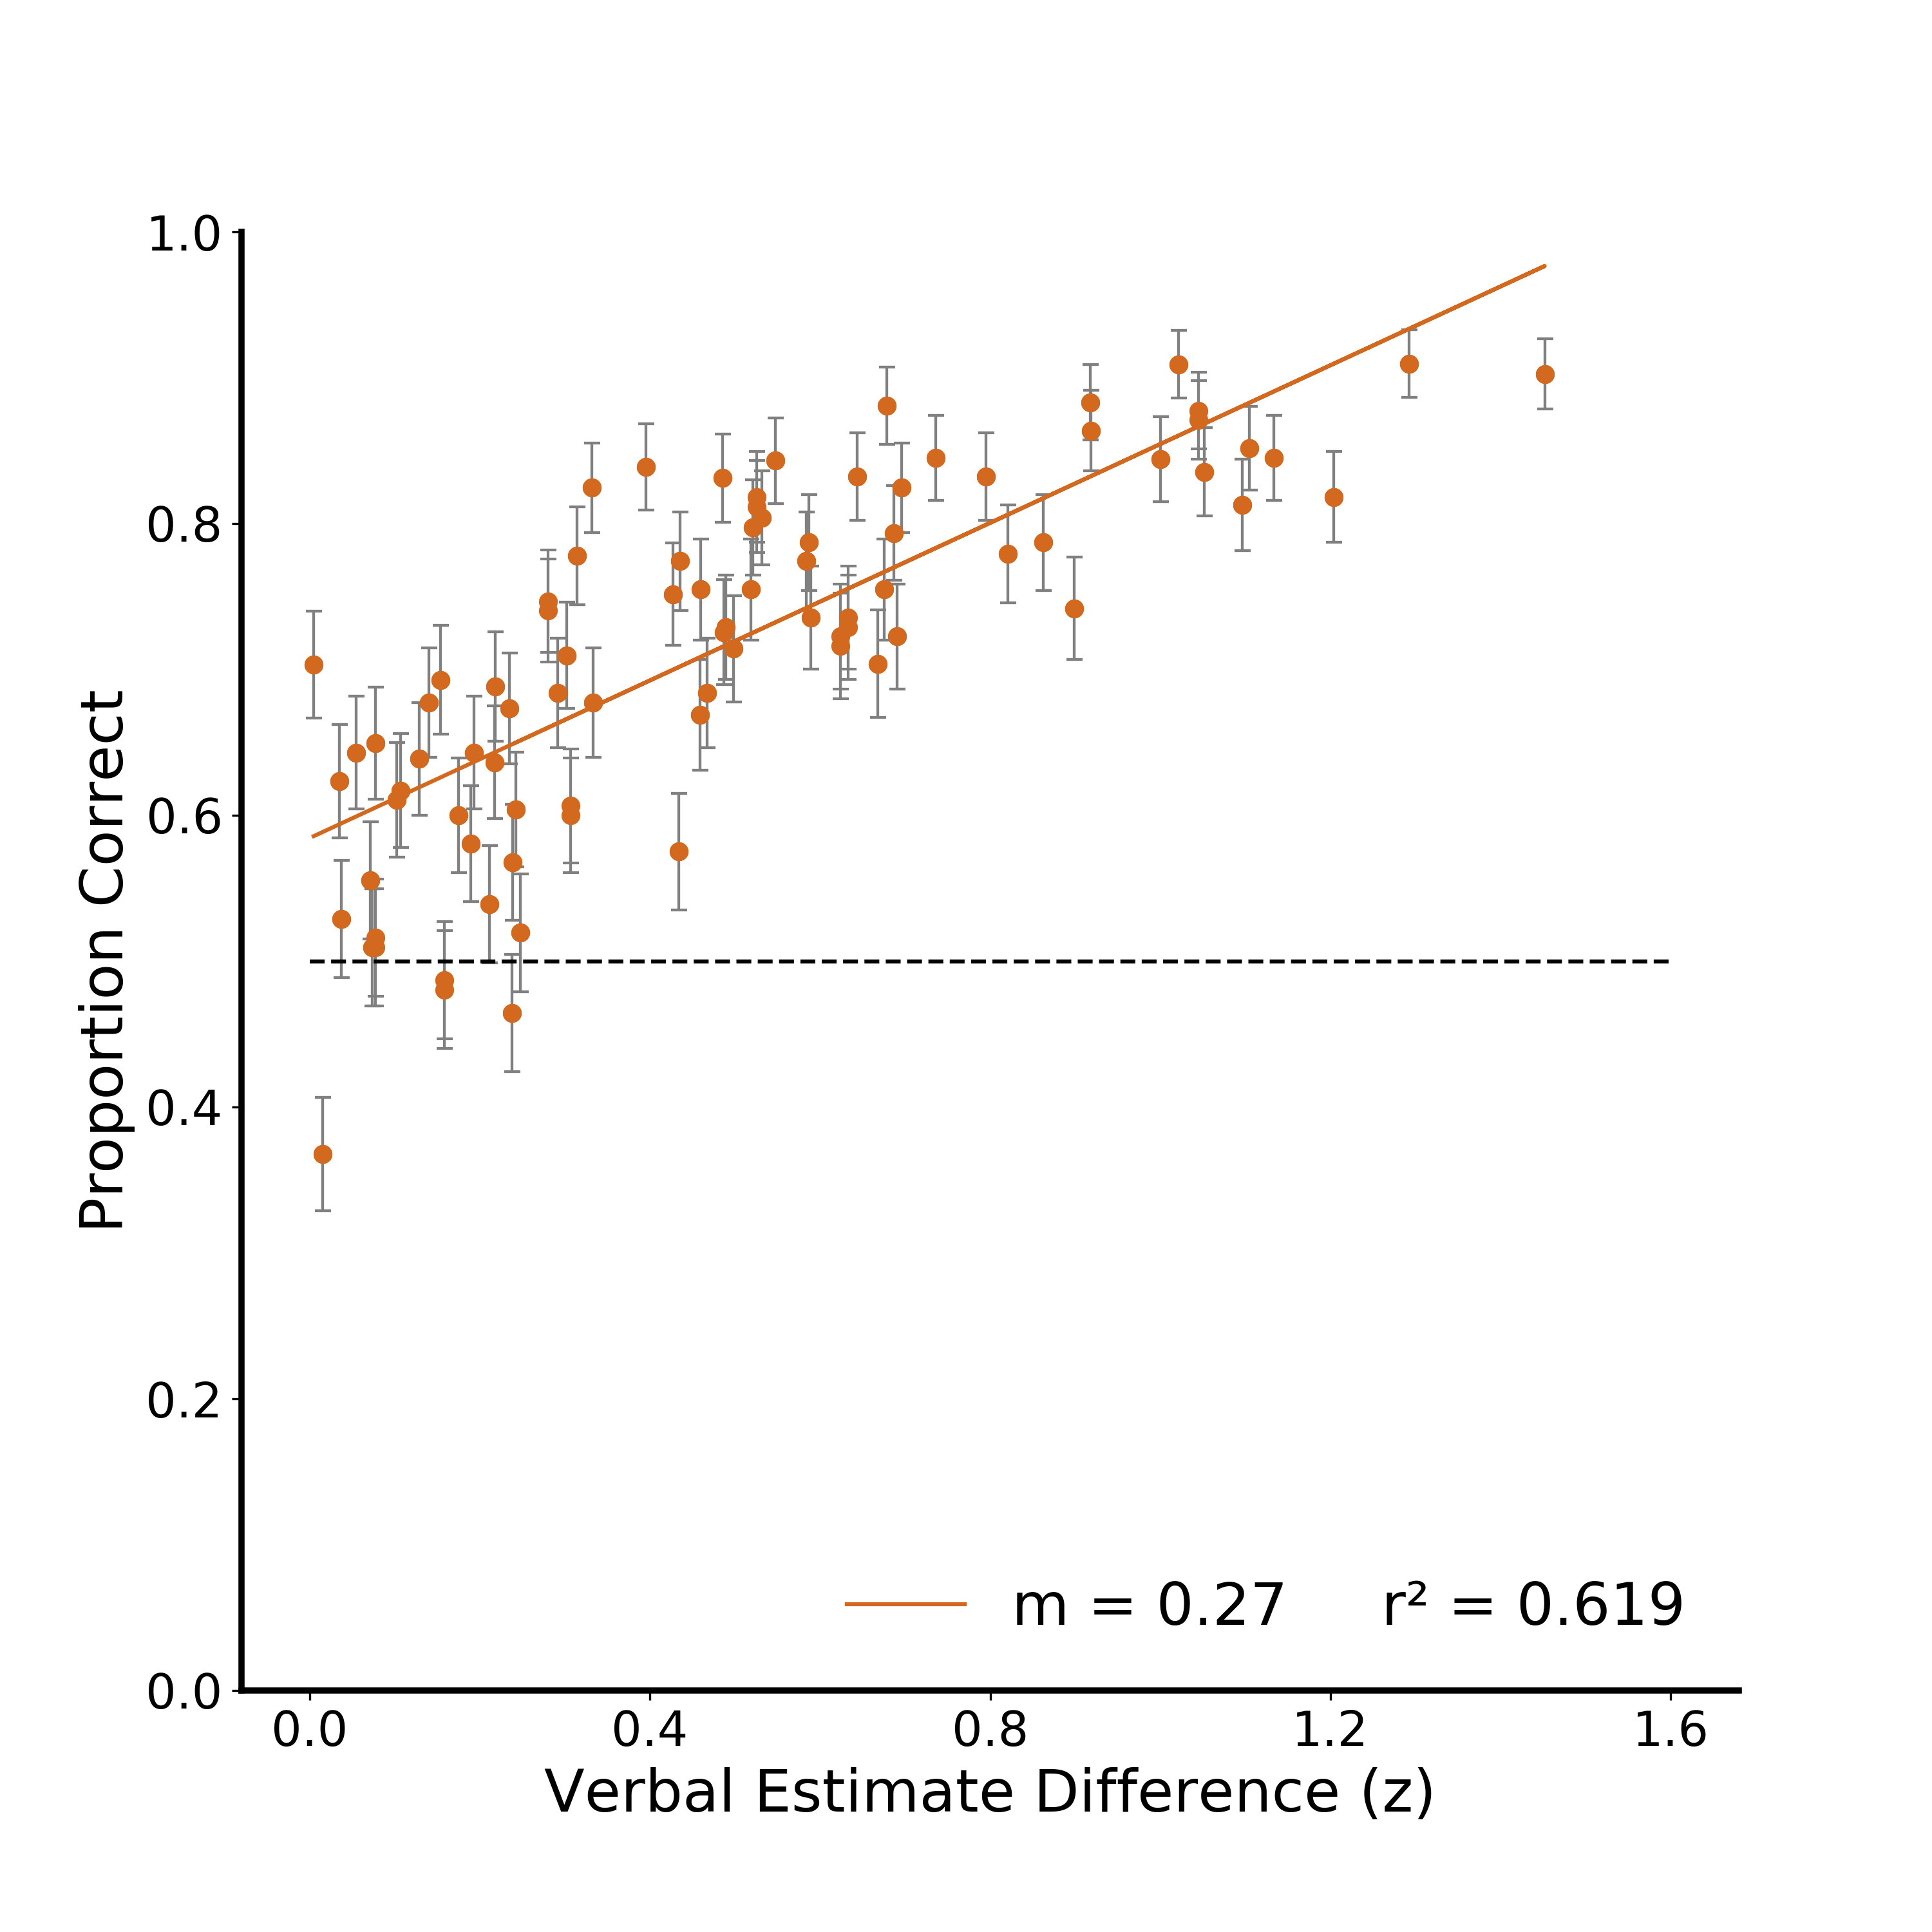 1.0
0.8
0.6
0.4
0.2
0.0
Proportion Correct
m = 0.27 r² = 0.619
0.0 0.4 0.8 1.2 1.6
Verbal Estimate Difference (z)